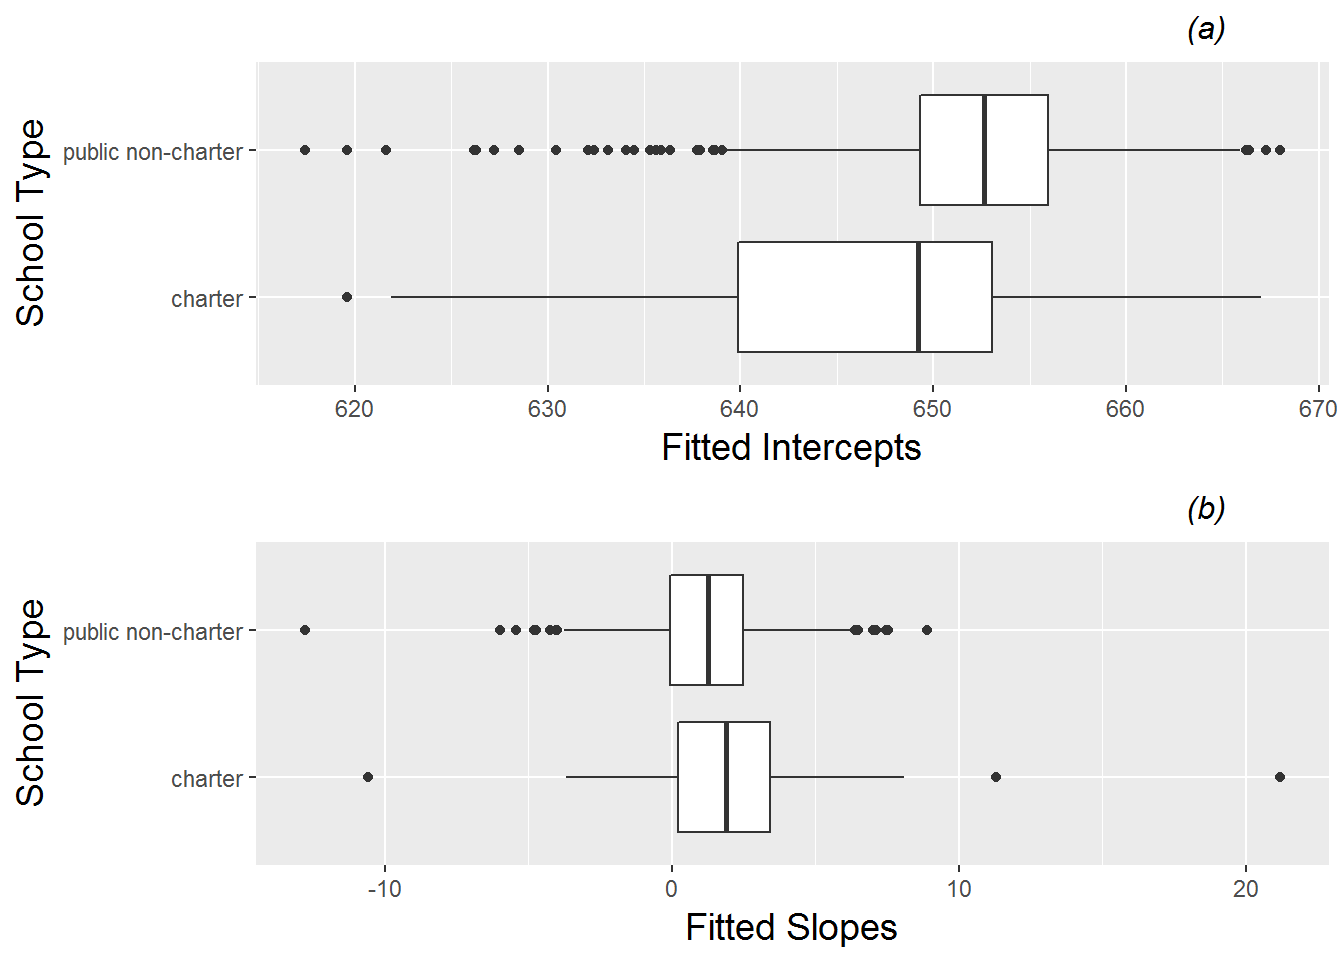 (a)
School Type
public non-charter
charter
620 630 640 650 660 670
Fitted Intercepts
(b)
School Type
public non-charter
charter
-10 0 10 20
Fitted Slopes